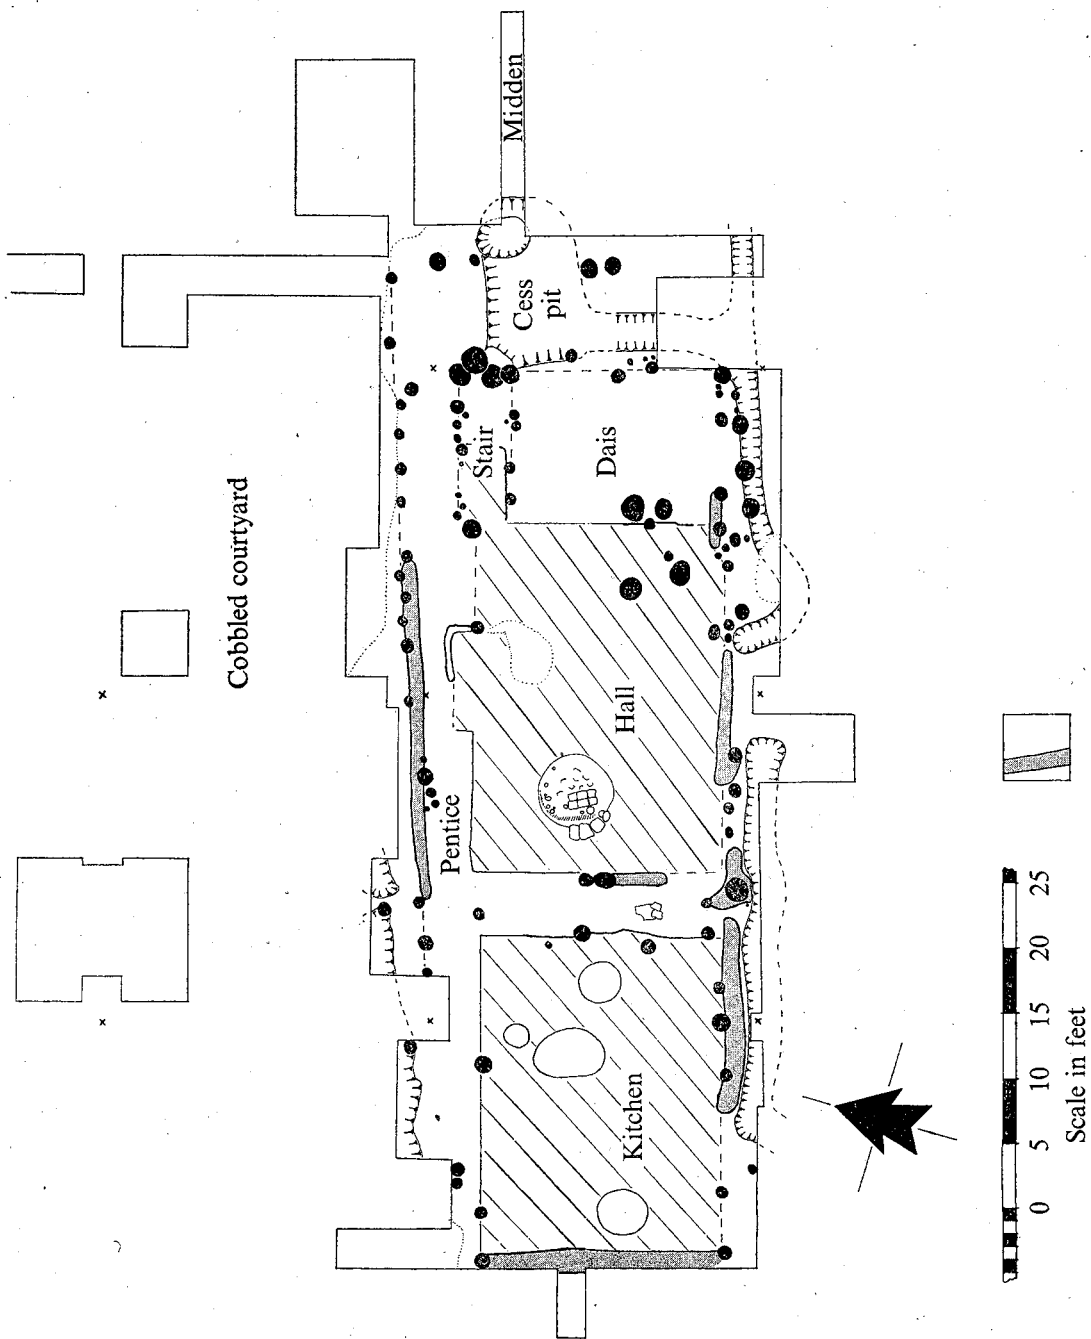 Midden
Cess
pit
Stair
Dais
Cobbled courtyard
Hall
Pentice
Kitchen
0 5 10 15 20 25
Scale in feet